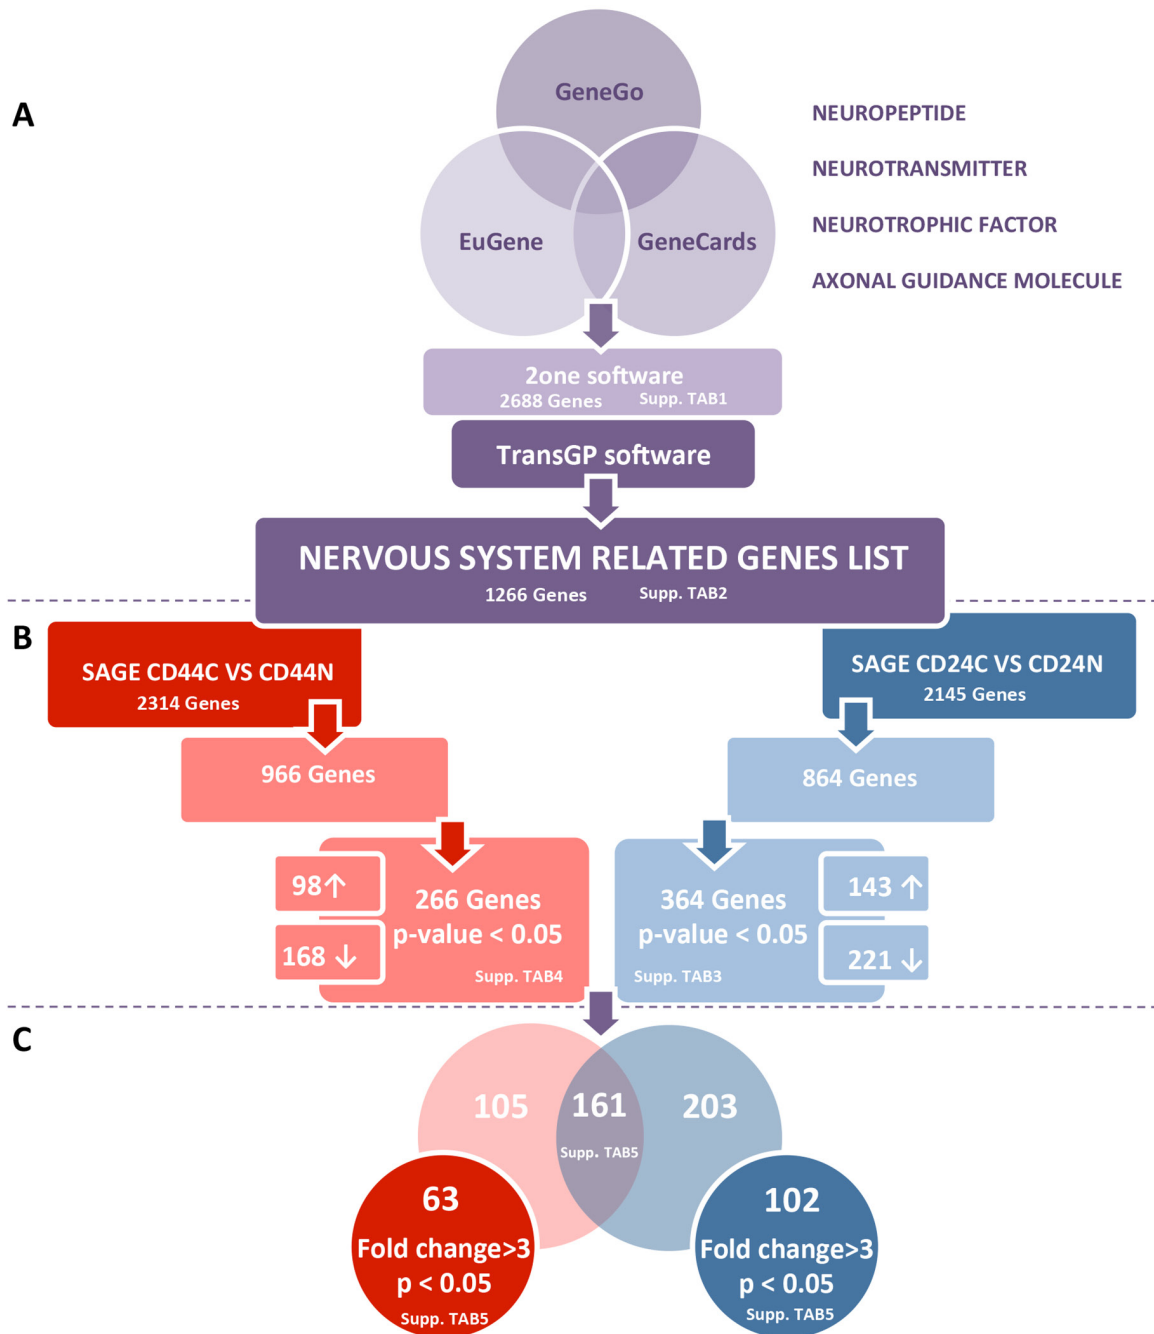 A
GeneGo
EuGene
GeneCards
NEUROPEPTIDE
NEUROTRANSMITTER
NEUROTROPHIC FACTOR
AXONAL GUIDANCE MOLECULE
2one software
2688 Genes Supp. TAB1
TransGP software
NERVOUS SYSTEM RELATED GENES LIST
1266 Genes Supp. TAB2
B
SAGE CD44C VS CD44N
2314 Genes
SAGE CD24C VS CD24N
2145 Genes
966 Genes
864 Genes
98↑
168 ↓
266 Genes
p-value < 0.05
Supp. TAB4
364 Genes
p-value < 0.05
Supp. TAB3
143 ↑
221 ↓
C
105
161
Supp. TAB5
203
63
Fold change>3
p < 0.05
Supp. TAB5
102
Fold change>3
p < 0.05
Supp. TAB5